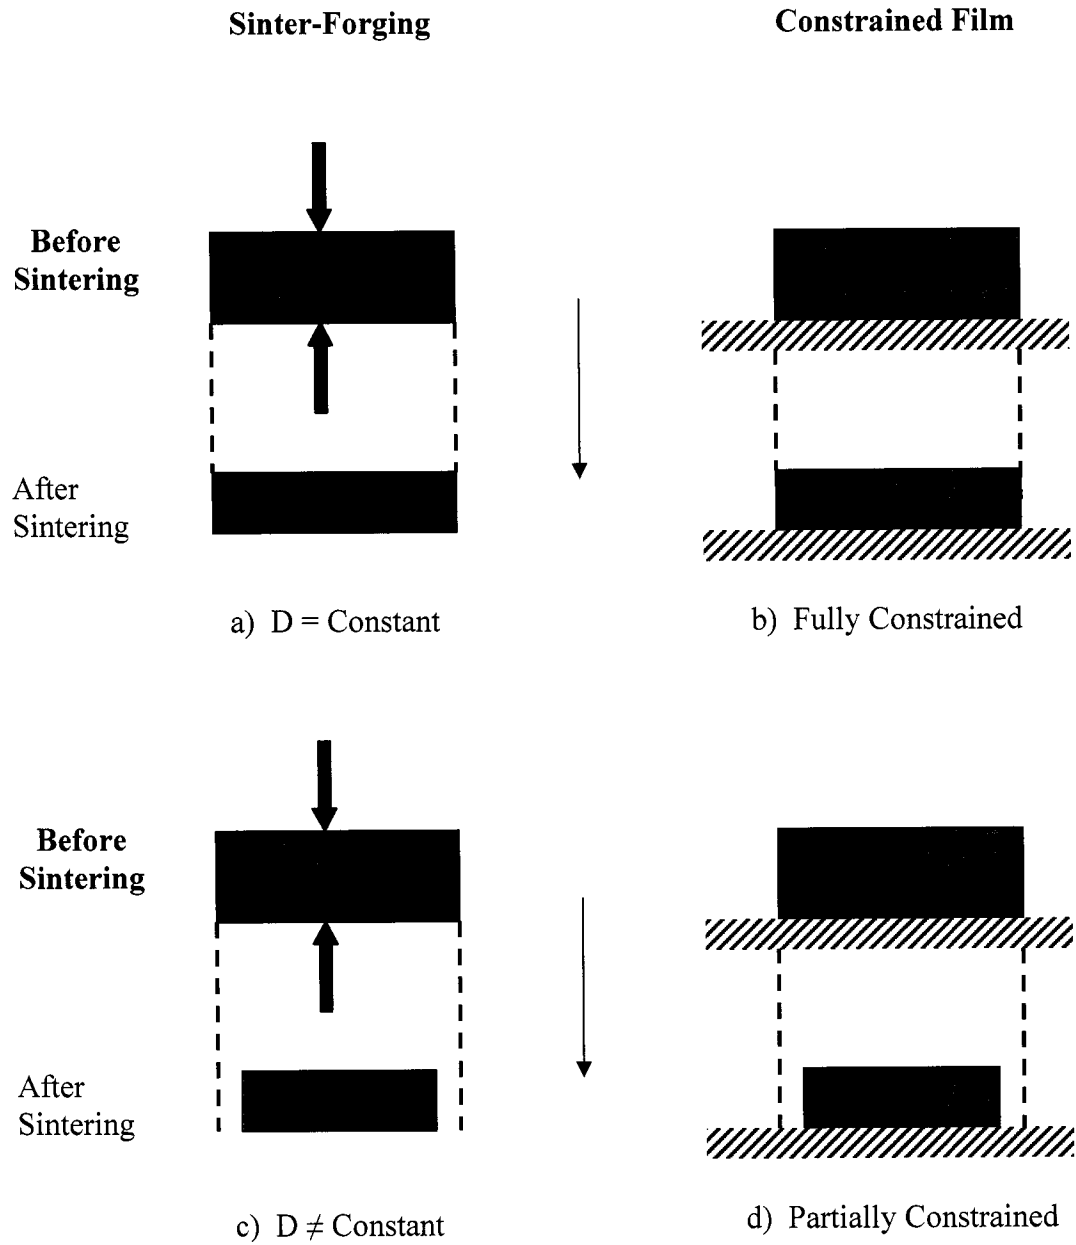 Sinter-Forging
Constrained Film
Before
Sintering
After
Sintering
a) D = Constant
b) Fully Constrained
Before
Sintering
After
Sintering
c) D ≠ Constant
d) Partially Constrained